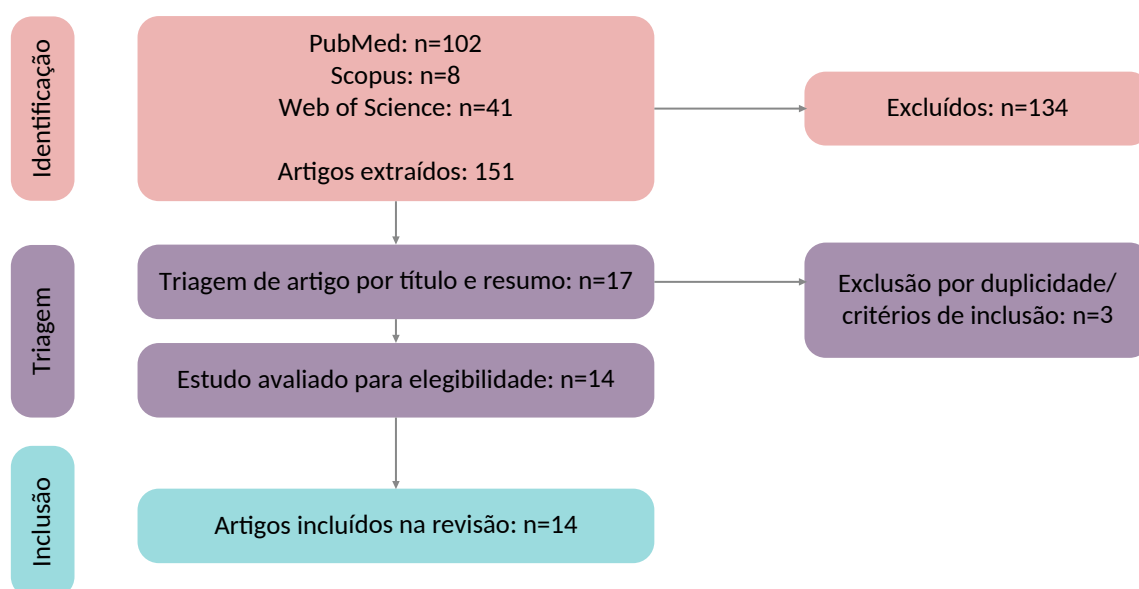 Identificação
PubMed: n=102
Scopus: n=8
Web of Science: n=41
Artigos extraídos: 151
Excluídos: n=134
Triagem
Triagem de artigo por título e resumo: n=17
Exclusão por duplicidade/
critérios de inclusão: n=3
Estudo avaliado para elegibilidade: n=14
Inclusão
Artigos incluídos na revisão: n=14